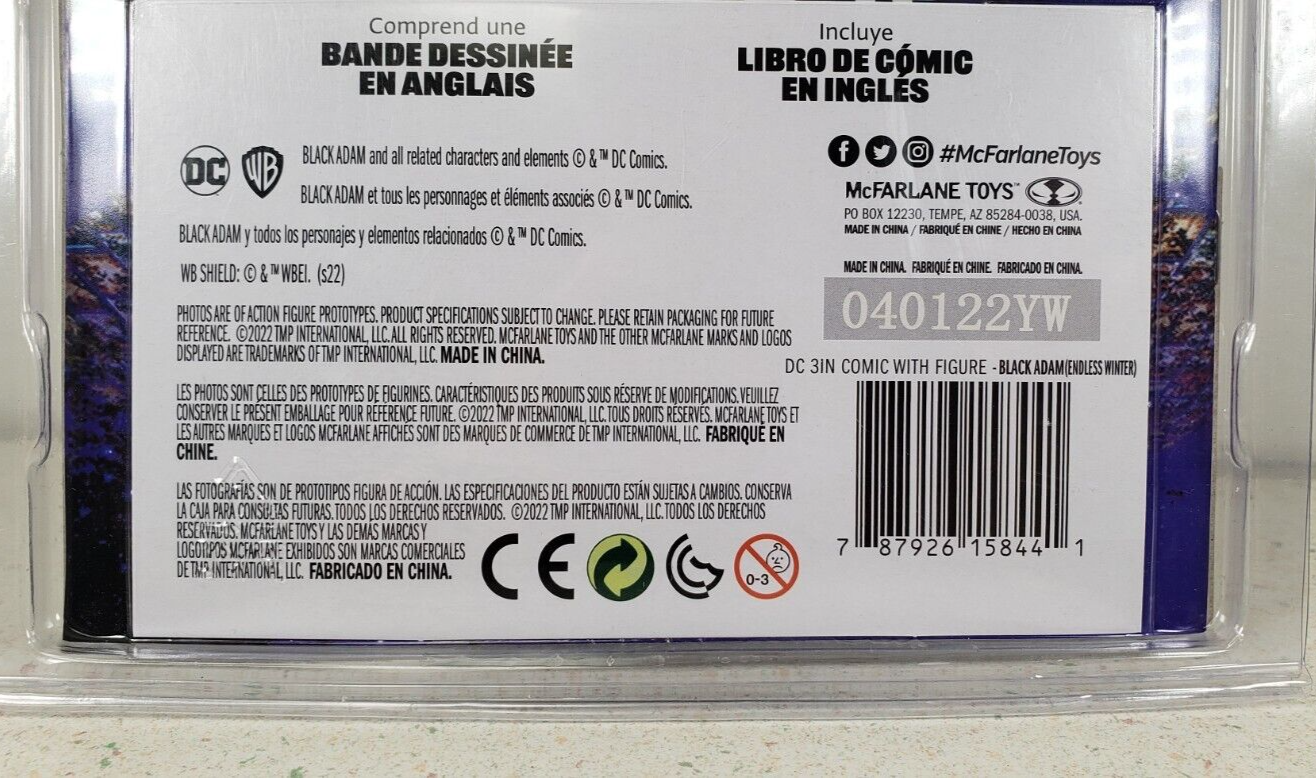 Comprend une
BANDE DESSINÉE
EN ANGLAIS
Incluye
LIBRO DE CÓMIC
EN INGLÉS
DC WB BLACK ADAM and all related characters and elements © & ™ DC Comics.
BLACK ADAM et tous les personnages et éléments associés © & ™ DC Comics.
BLACK ADAM y todos los personajes y elementos relacionados © & ™ DC Comics.
WB SHIELD: © & ™ WBEI. (s22)
PHOTOS ARE OF ACTION FIGURE PROTOTYPES. PRODUCT SPECIFICATIONS SUBJECT TO CHANGE. PLEASE RETAIN PACKAGING FOR FUTURE
REFERENCE. ©2022 TMP INTERNATIONAL, LLC. ALL RIGHTS RESERVED. MCFARLANE TOYS AND THE OTHER MCFARLANE MARKS AND LOGOS
DISPLAYED ARE TRADEMARKS OF TMP INTERNATIONAL, LLC. MADE IN CHINA.
LES PHOTOS SONT CELLES DES PROTOTYPES DE FIGURINES. CARACTÉRISTIQUES DES PRODUITS SOUS RÉSERVE DE MODIFICATIONS. VEUILLEZ
CONSERVER LE PRÉSENT EMBALLAGE POUR RÉFÉRENCE FUTURE. ©2022 TMP INTERNATIONAL, LLC. TOUS DROITS RÉSERVÉS. MCFARLANE TOYS ET
LES AUTRES MARQUES ET LOGOS MCFARLANE AFFICHÉS SONT DES MARQUES DE COMMERCE DE TMP INTERNATIONAL, LLC. FABRIQUÉ EN
CHINE.
LAS FOTOGRAFÍAS SON DE PROTOTIPOS FIGURA DE ACCIÓN. LAS ESPECIFICACIONES DEL PRODUCTO ESTÁN SUJETAS A CAMBIOS. CONSERVA
LA CAJA PARA CONSULTAS FUTURAS. TODOS LOS DERECHOS RESERVADOS. ©2022 TMP INTERNATIONAL, LLC. TODOS LOS DERECHOS
RESERVADOS. MCFARLANE TOYS Y LAS DEMAS MARCAS Y
LOGOTIPOS MCFARLANE EXHIBIDOS SON MARCAS COMERCIALES
DE TMP INTERNATIONAL, LLC. FABRICADO EN CHINA.
CE
0-3
#McFarlaneToys
McFARLANE TOYS™
PO BOX 12230, TEMPE, AZ 85284-0038, USA.
MADE IN CHINA / FABRIQUÉ EN CHINE / HECHO EN CHINA
MADE IN CHINA. FABRIQUÉ EN CHINE. FABRICADO EN CHINA.
040122YW
DC 3IN COMIC WITH FIGURE - BLACK ADAM (ENDLESS WINTER)
7 87926 15844 1